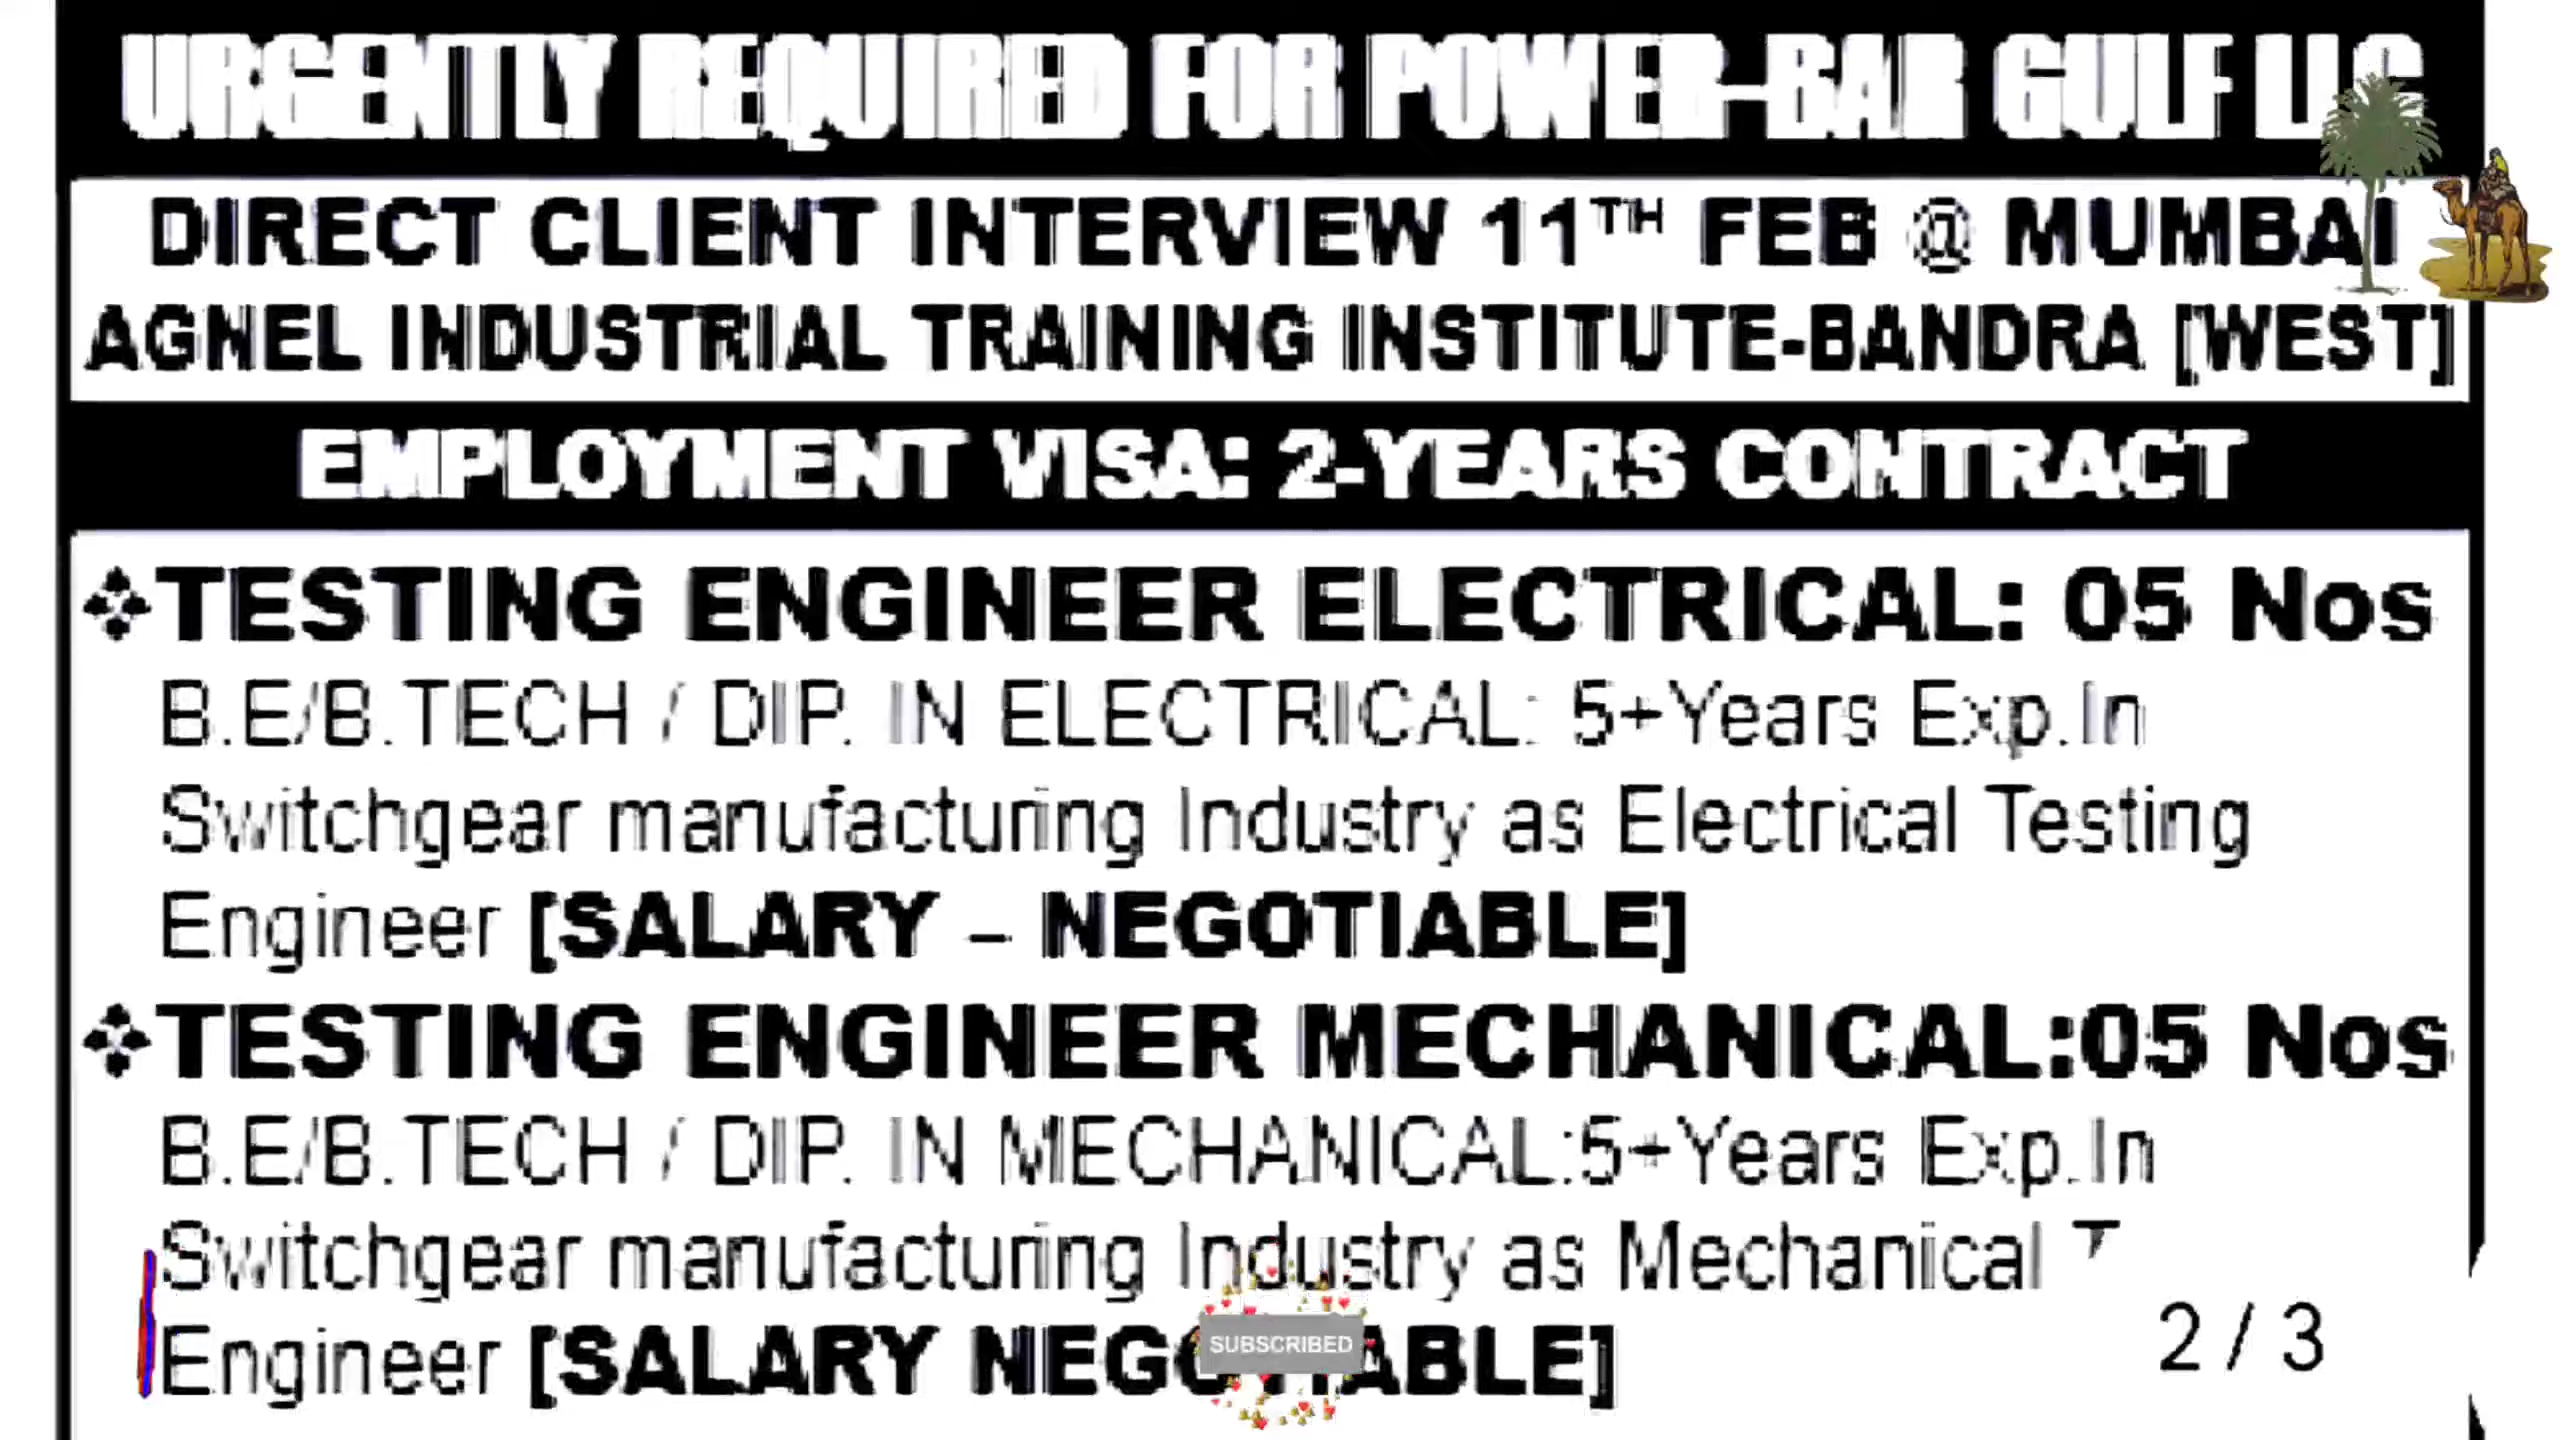 URGENTLY REQUIRED FOR POWER-BAR GULF LLC
DIRECT CLIENT INTERVIEW 11TH FEB @ MUMBAI
AGNEL INDUSTRIAL TRAINING INSTITUTE-BANDRA [WEST]
EMPLOYMENT VISA: 2-YEARS CONTRACT
❖TESTING ENGINEER ELECTRICAL: 05 Nos
B.E/B.TECH / DIP. IN ELECTRICAL: 5+Years Exp.In
Switchgear manufacturing Industry as Electrical Testing
Engineer [SALARY – NEGOTIABLE]
❖TESTING ENGINEER MECHANICAL:05 Nos
B.E/B.TECH / DIP. IN MECHANICAL:5+Years Exp.In
Switchgear manufacturing Industry as Mechanical
Engineer [SALARY NEGOTIABLE]
SUBSCRIBED
2 / 3